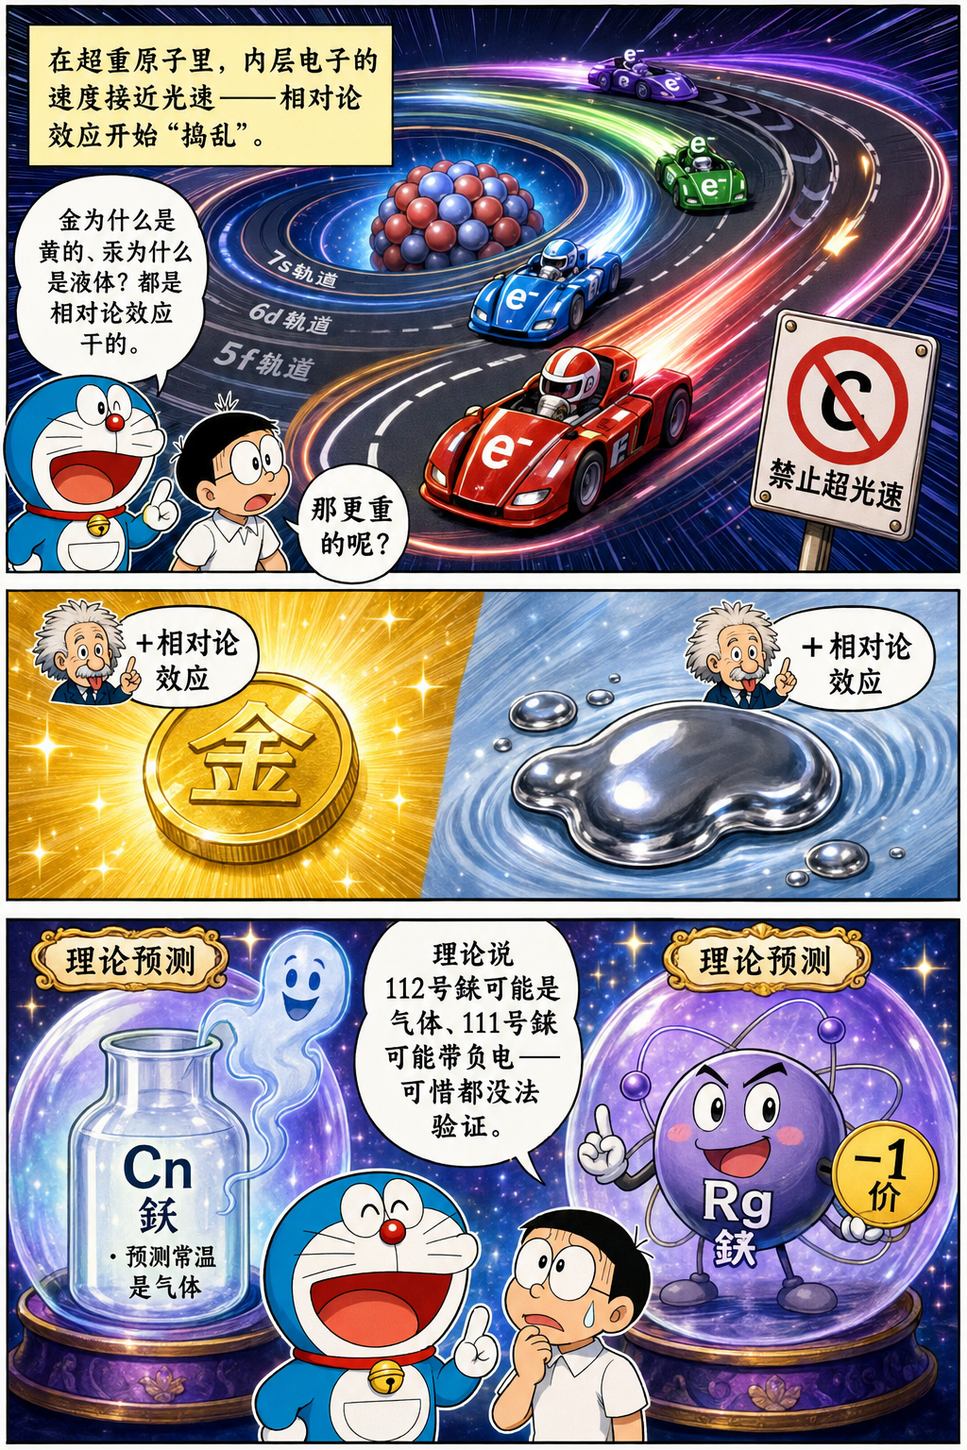 在超重原子里，内层电子的
速度接近光速——相对论
效应开始“捣乱”。
金为什么是
黄的、汞为什么
是液体？都是
相对论效应
干的。
那更重
的呢？
7s轨道
6d轨道
5f轨道
e⁻
e⁻
e⁻
e⁻
e⁻
e⁻
C
禁止超光速
+相对论
效应
金
+相对论
效应
理论预测
理论说
112号錸可能是
气体、111号錸
可能带负电——
可惜都没法
验证。
理论预测
Cn
·预测常温
是气体
Rg
鋏
-1
价